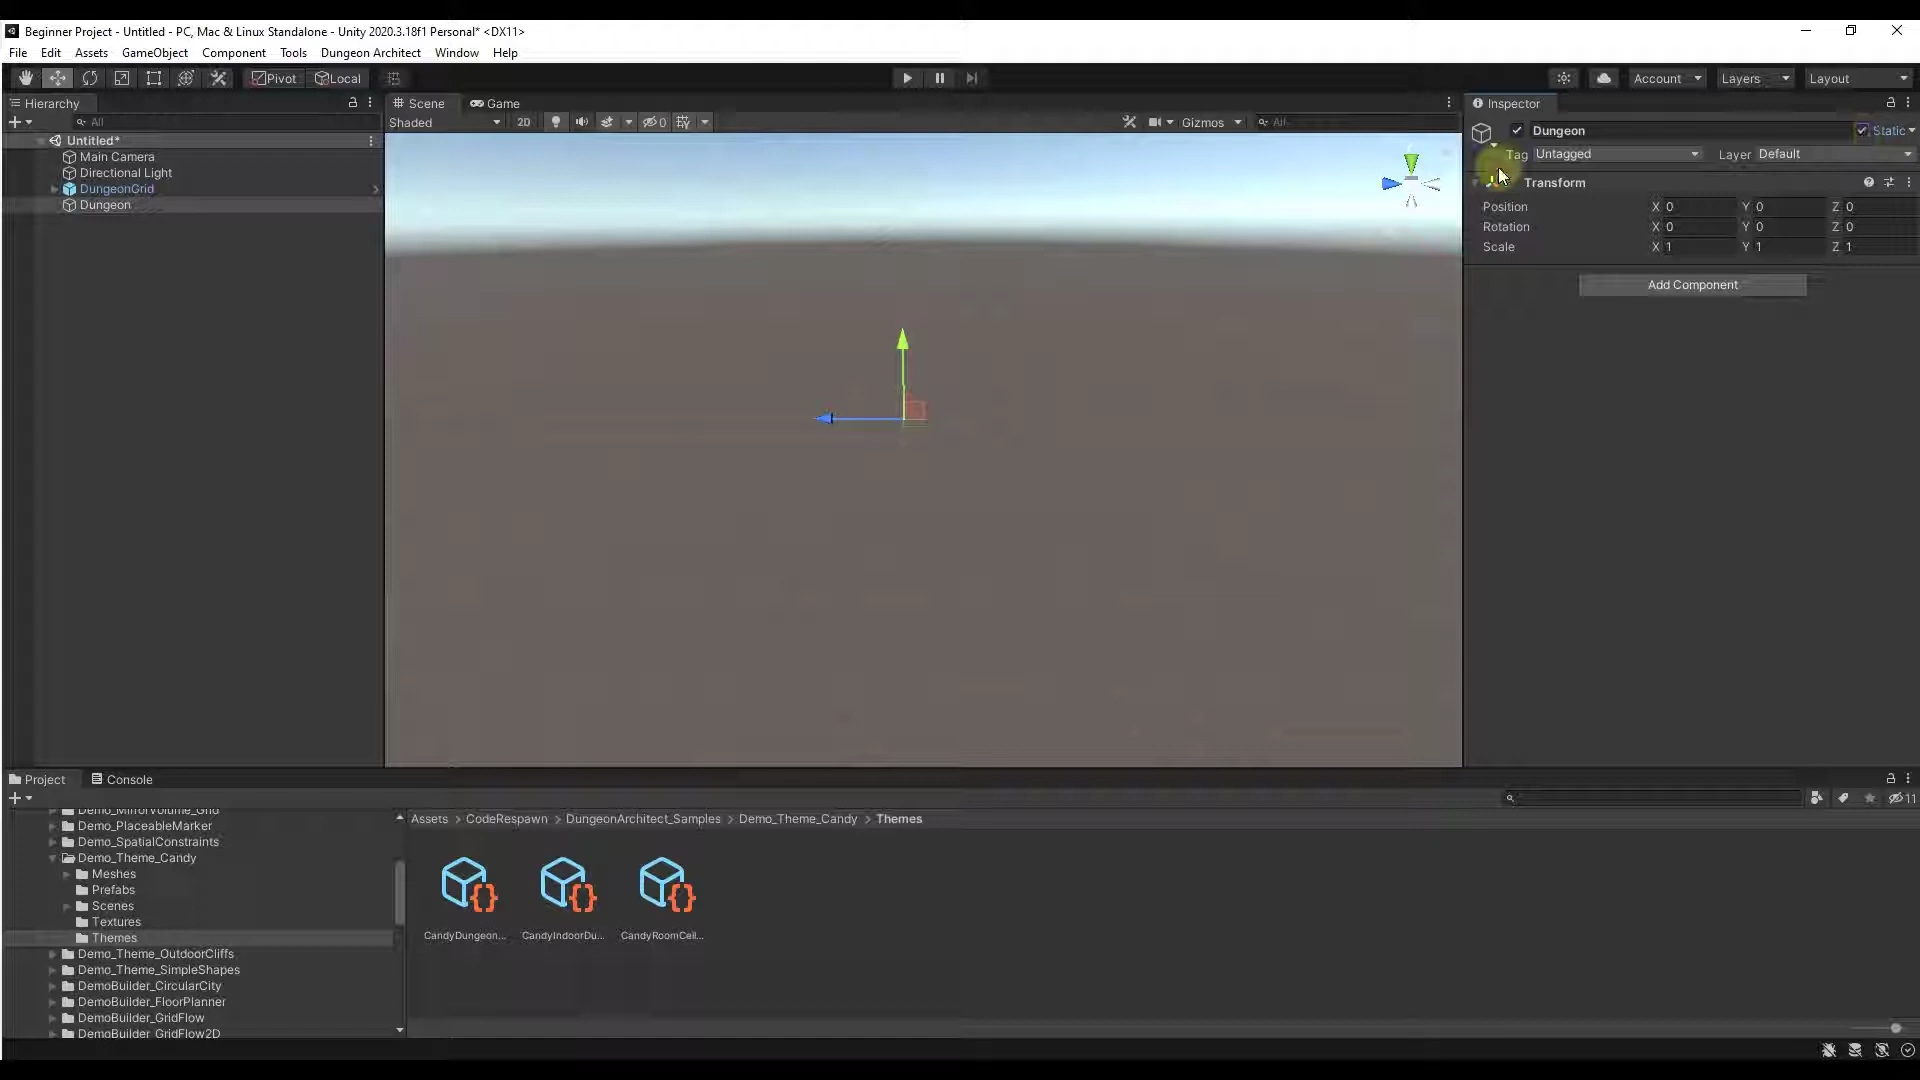 Beginner Project - Untitled - PC, Mac & Linux Standalone - Unity 2020.3.18f1 Personal* <DX11>
File Edit Assets GameObject Component Tools Dungeon Architect Window Help
Pivot Local Account Layers Layout
Hierarchy
All
Untitled*
Main Camera
Directional Light
DungeonGrid
Dungeon
Scene Game
Shaded 2D 0 Gizmos All
Inspector
Dungeon Static
Tag Untagged Layer Default
Transform
Position X 0 Y 0 Z 0
Rotation X 0 Y 0 Z 0
Scale X 1 Y 1 Z 1
Add Component
Project Console
11
Demo_MirrorVolume_Grid
Demo_PlaceableMarker
Demo_SpatialConstraints
Demo_Theme_Candy
Meshes
Prefabs
Scenes
Textures
Themes
Demo_Theme_OutdoorCliffs
Demo_Theme_SimpleShapes
DemoBuilder_CircularCity
DemoBuilder_FloorPlanner
DemoBuilder_GridFlow
DemoBuilder_GridFlow2D
Assets > CodeRespawn > DungeonArchitect_Samples > Demo_Theme_Candy > Themes
CandyDungeon... CandyIndoorDu... CandyRoomCeil...